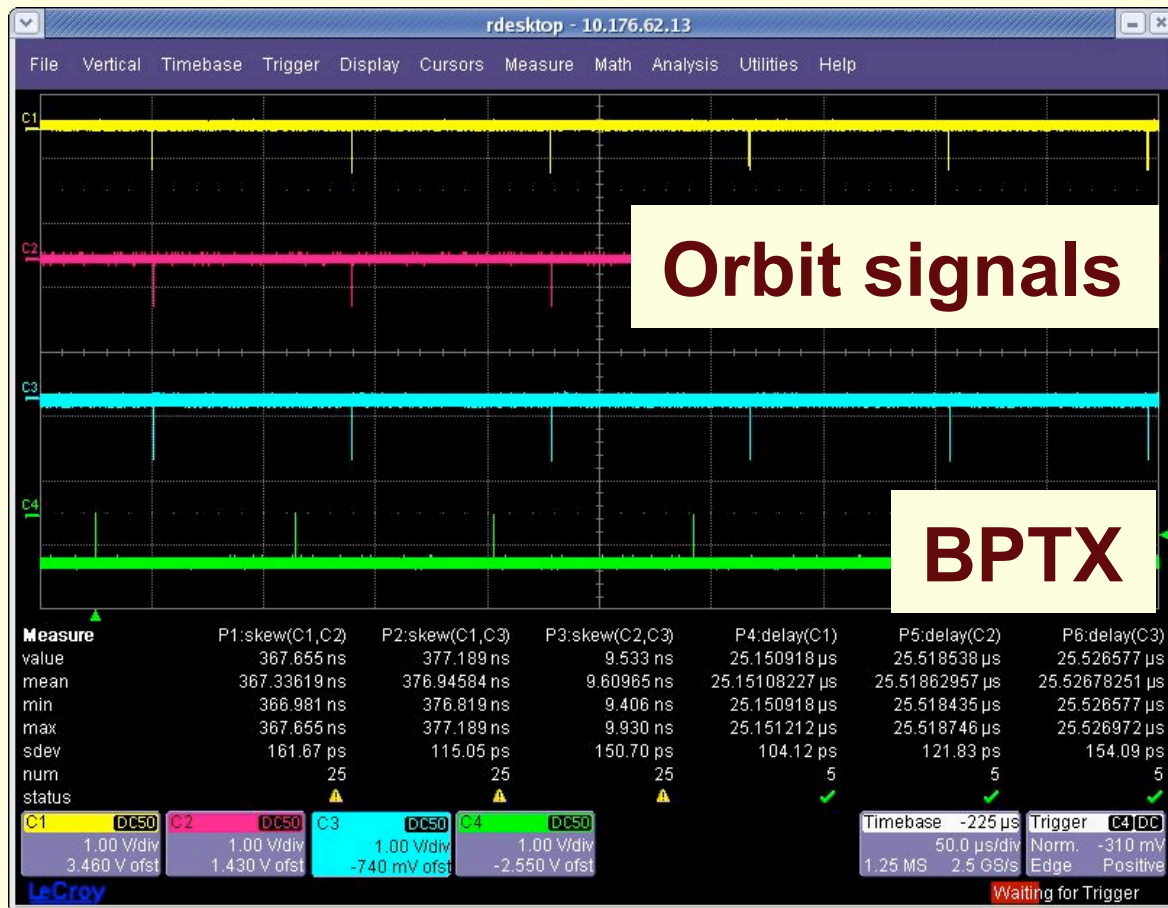 rdesktop - 10.176.62.13
File Vertical Timebase Trigger Display Cursors Measure Math Analysis Utilities Help
C1
C2
Orbit signals
C3
C4
BPTX
Measure P1:skew(C1,C2) P2:skew(C1,C3) P3:skew(C2,C3) P4:delay(C1) P5:delay(C2) P6:delay(C3)
value 367.655 ns 377.189 ns 9.533 ns 25.150918 µs 25.518538 µs 25.526577 µs
mean 367.33619 ns 376.94584 ns 9.60965 ns 25.15108227 µs 25.51862957 µs 25.52678251 µs
min 366.981 ns 376.819 ns 9.406 ns 25.150918 µs 25.518435 µs 25.526577 µs
max 367.655 ns 377.189 ns 9.930 ns 25.151212 µs 25.518746 µs 25.526972 µs
sdev 161.67 ps 115.05 ps 150.70 ps 104.12 ps 121.83 ps 154.09 ps
num 25 25 25 5 5 5
status
C1 DC50 C2 DC50 C3 DC50 C4 DC50 Timebase -225 µs Trigger C4 DC
1.00 V/div 1.00 V/div 1.00 V/div 1.00 V/div 50.0 µs/div Norm. -310 mV
3.460 V ofst 1.430 V ofst -740 mV ofst -2.550 V ofst 1.25 MS 2.5 GS/s Edge Positive
LeCroy Waiting for Trigger